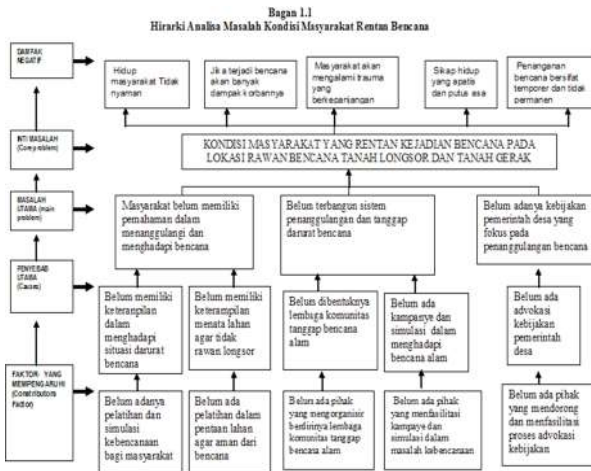 Bagan 1.1
Hirarki Analisa Masalah Kondisi Masyarakat Rentan Bencana
DAMPAK
NEGATIF
Hidup
masyarakat Tidak
nyaman
Jika terjadi bencana
akan banyak
dampak korbannya
Masyarakat akan
mengalami trauma
yang
berkepanjangan
Sikap hidup
yang apatis
dan putus asa
Penanganan
bencana bersifat
temporer dan tidak
permanen
INTI MASALAH
(Core problem)
KONDISI MASYARAKAT YANG RENTAN KEJADIAN BENCANA PADA
LOKASI RAWAN BENCANA TANAH LONGSOR DAN TANAH GERAK
MASALAH
UTAMA (main
problem)
Masyarakat belum memiliki
pemahaman dalam
menanggulangi dan
menghadapi bencana
Belum terbangun sistem
penanggulangan dan tanggap
darurat bencana
Belum adanya kebijakan
pemerintah desa yang
fokus pada
penanggulangan bencana
PENYEBAB
UTAMA
(Causa)
Belum memiliki
keterampilan
dalam
menghadapi
situasi darurat
bencana
Belum memiliki
keterampilan
menata lahan
agar tidak
rawan longsor
Belum dibentuknya
lembaga komunitas
tanggap bencana
alam
Belum ada
kampanye dan
simulasi dalam
menghadapi
bencana alam
Belum ada
advokasi
kebijakan
pemerintah
desa
FAKTOR- YANG
MEMPENGARUHI
(Constributors
Factor)
Belum adanya
pelatihan dan
simulasi
kebencanaan
bagi masyarakat
Belum ada
pelatihan dalam
pentaan lahan
agar aman dari
bencana
Belum ada pihak
yang mengorganisir
berdirinya lembaga
komunitas tanggap
bencana alam
Belum ada pihak
yang menfasilitasi
kampaye dan
simulasi dalam
masalah kebencanaan
Belum ada pihak
yang mendorong
dan menfasilitasi
proses advokasi
kebijakan